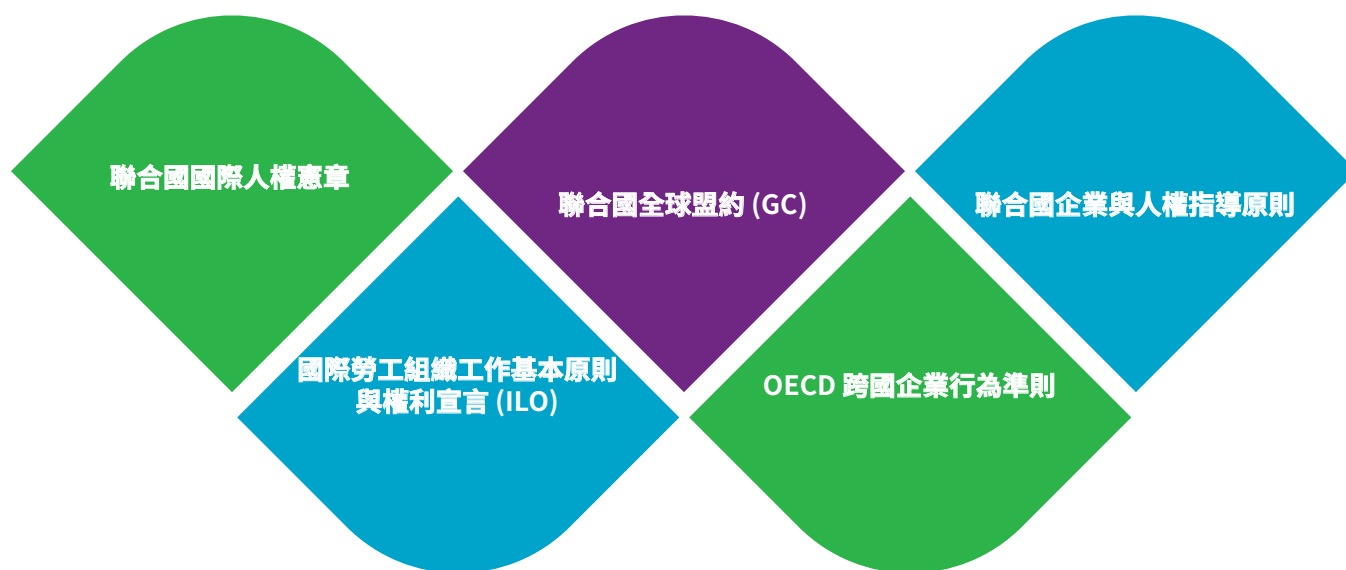 聯合國國際人權憲章
聯合國全球盟約 (GC)
聯合國企業與人權指導原則
國際勞工組織工作基本原則
與權利宣言 (ILO)
OECD 跨國企業行為準則